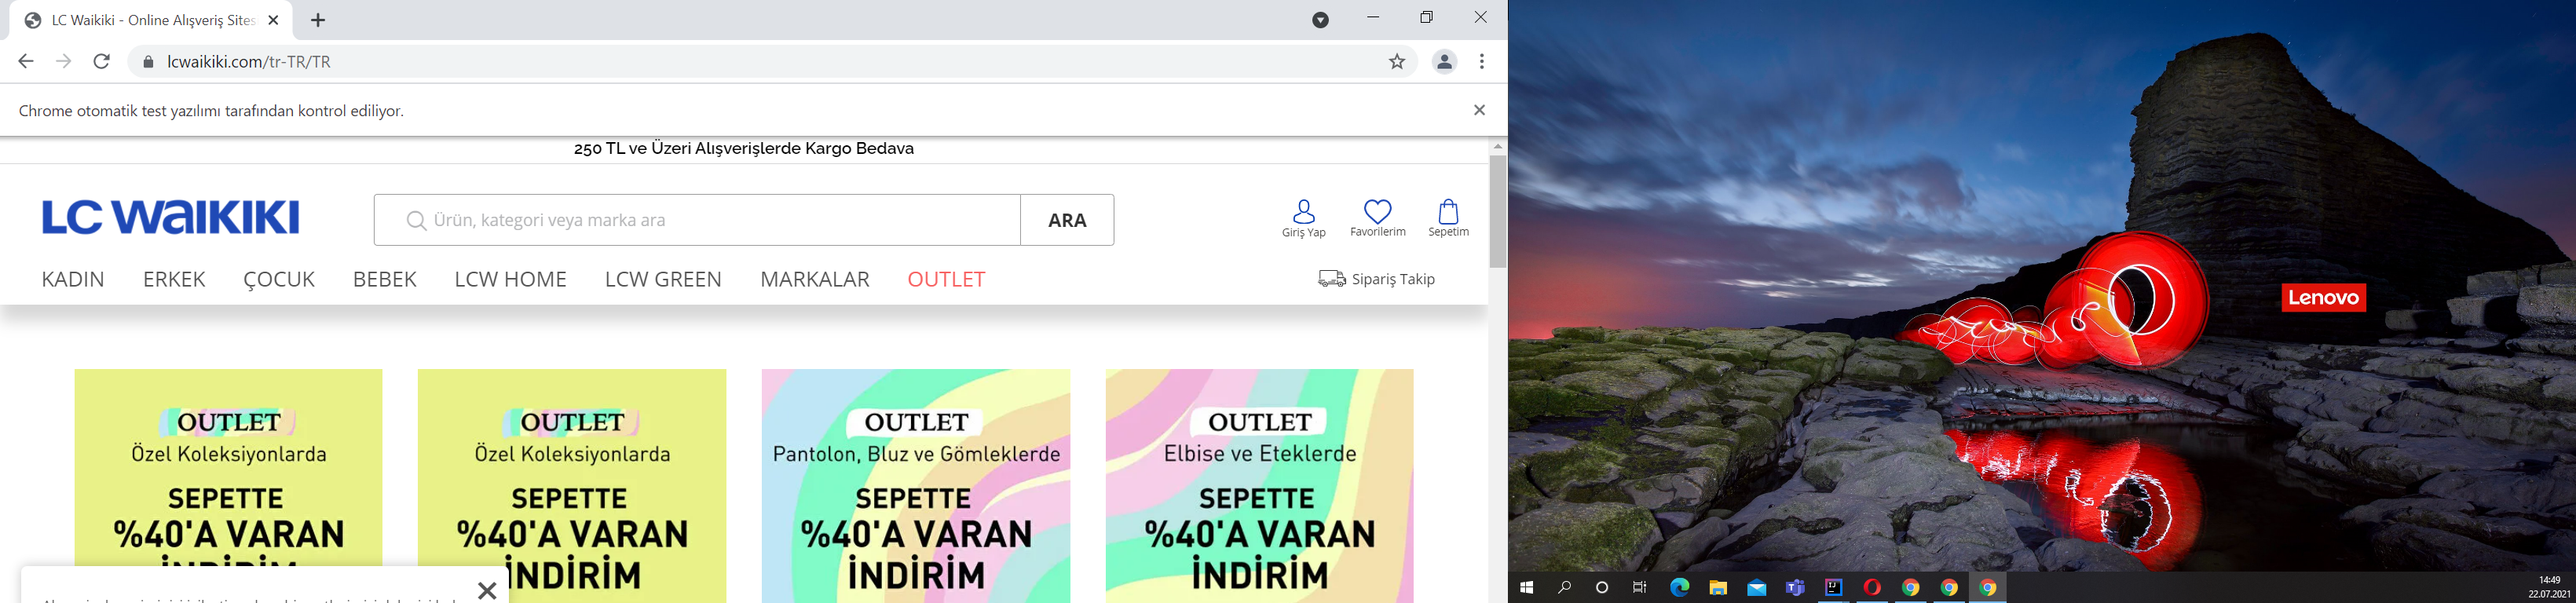 LC Waikiki - Online Alışveriş Sites
lcwaikiki.com/tr-TR/TR
Chrome otomatik test yazılımı tarafından kontrol ediliyor.
250 TL ve Üzeri Alışverişlerde Kargo Bedava
LC WAIKIKI
Ürün, kategori veya marka ara
ARA
Giriş Yap
Favorilerim
Sepetim
KADIN ERKEK ÇOCUK BEBEK LCW HOME LCW GREEN MARKALAR OUTLET
Sipariş Takip
OUTLET
Özel Koleksiyonlarda
SEPETTE
%40'A VARAN
İNDİRİM
OUTLET
Özel Koleksiyonlarda
SEPETTE
%40'A VARAN
İNDİRİM
OUTLET
Pantolon, Bluz ve Gömleklerde
SEPETTE
%40'A VARAN
İNDİRİM
OUTLET
Elbise ve Eteklerde
SEPETTE
%40'A VARAN
İNDİRİM
Lenovo
14:49
22.07.2021